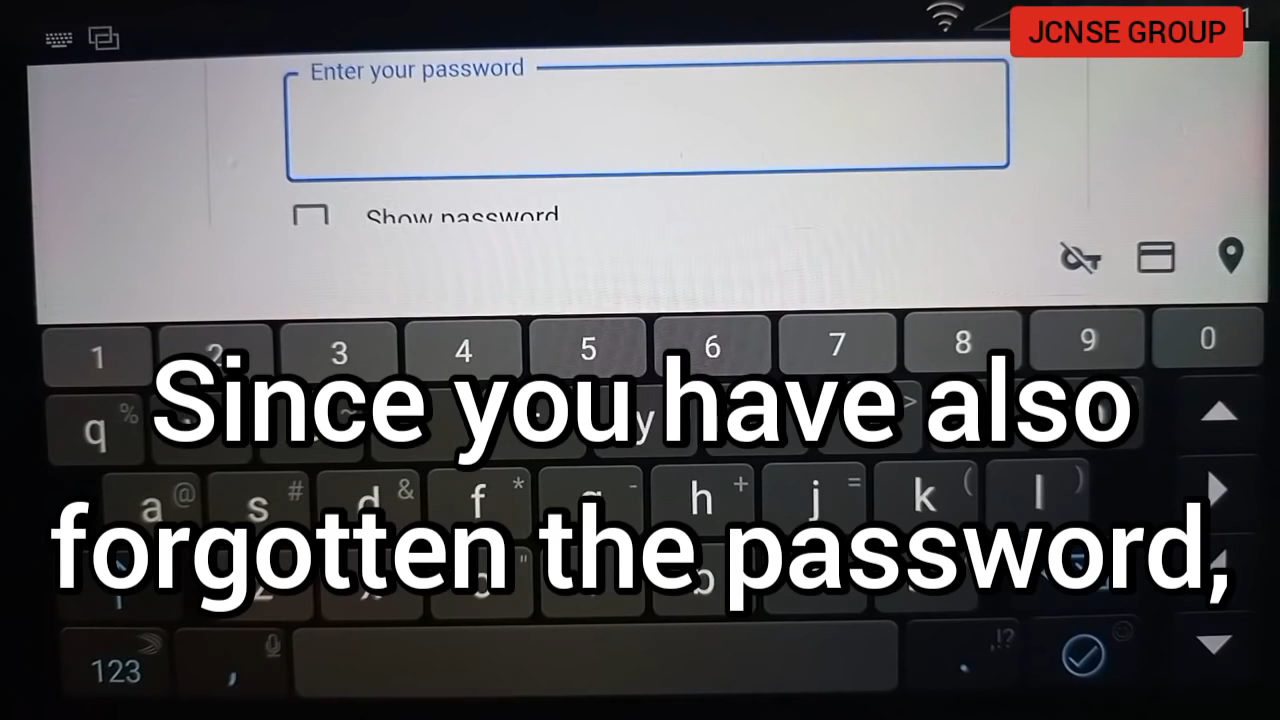 JCNSE GROUP
1
Enter your password
Show password
1 2 3 4 5 6 7 8 9 0
q % y >
Since you have also
a @ s # d & f * g - h + j = k ( l )
forgotten the password,
b "
123 , . ,!?